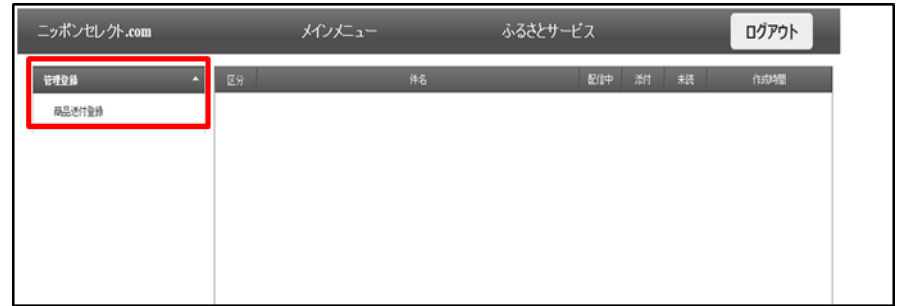 ニッポンセレクト.com メインメニュー ふるさとサービス ログアウト
管理登録 区分 件名 配信中 添付 未読 作成時間
商品送付登録